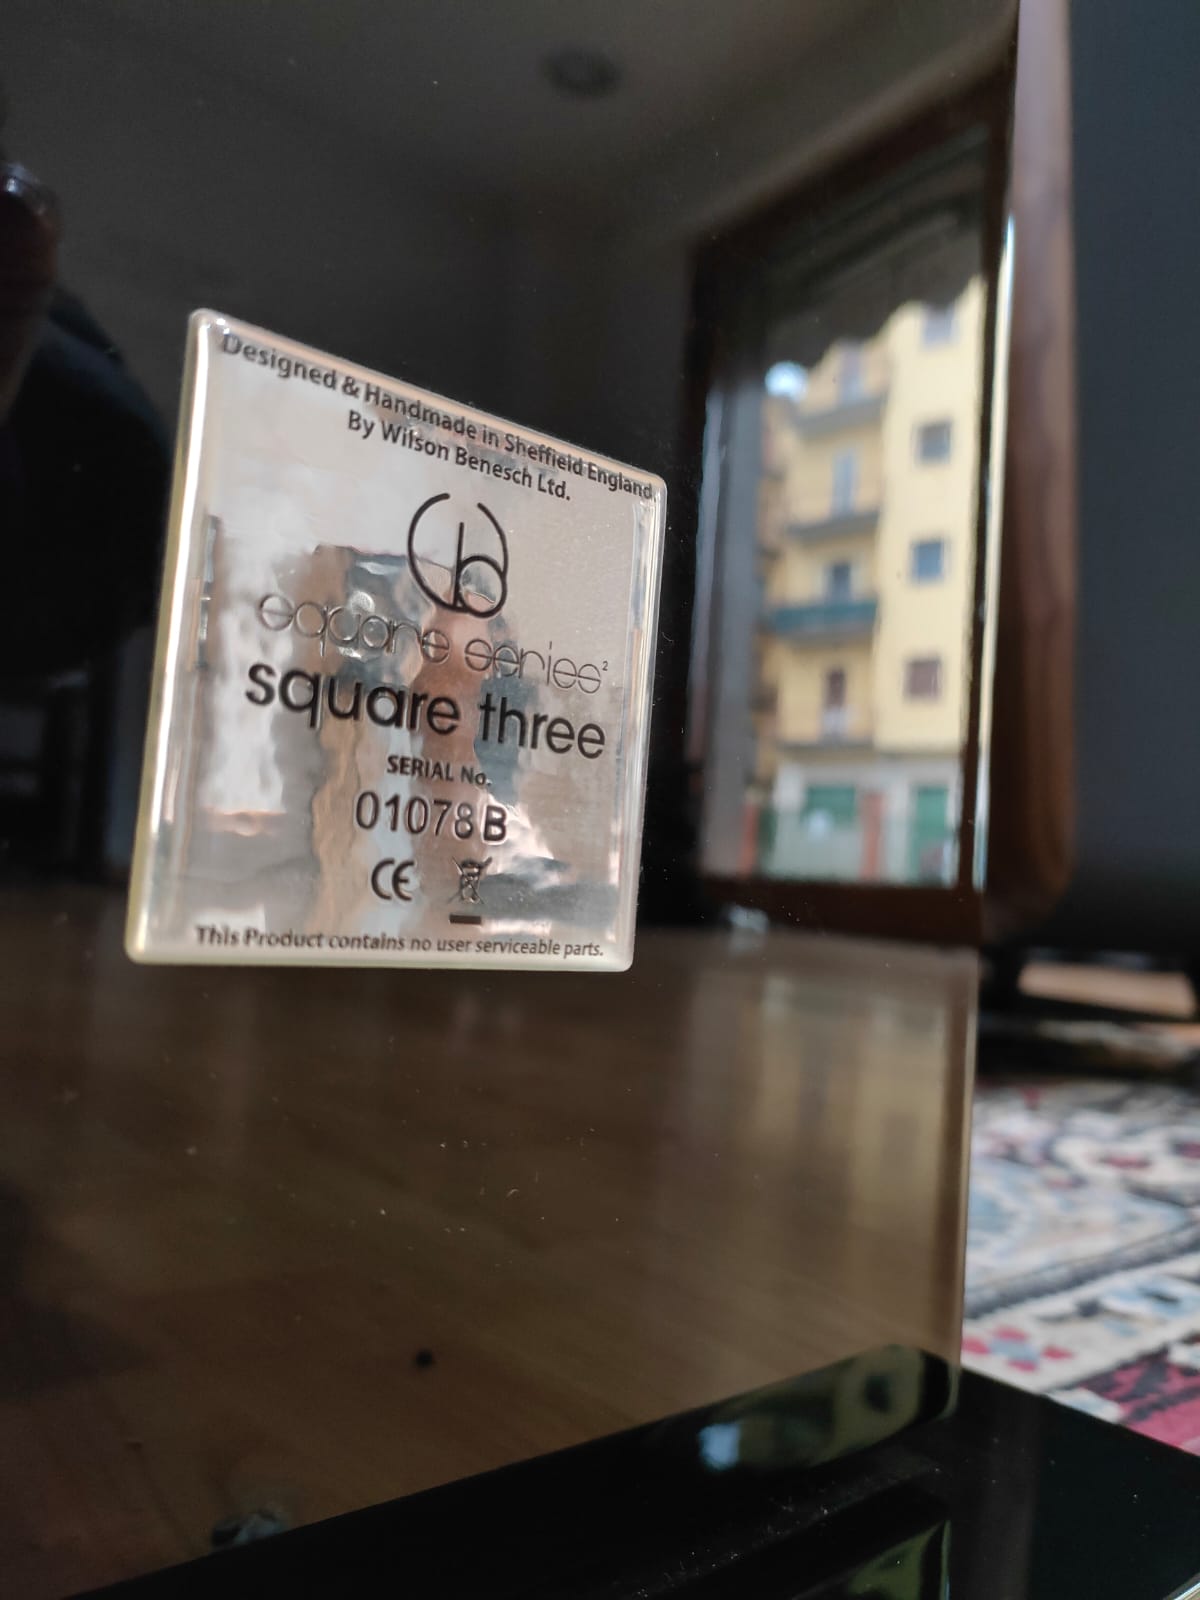 Designed & Handmade in Sheffield England.
By Wilson Benesch Ltd.
square series²
square three
SERIAL No.
01078B
CE
This Product contains no user serviceable parts.